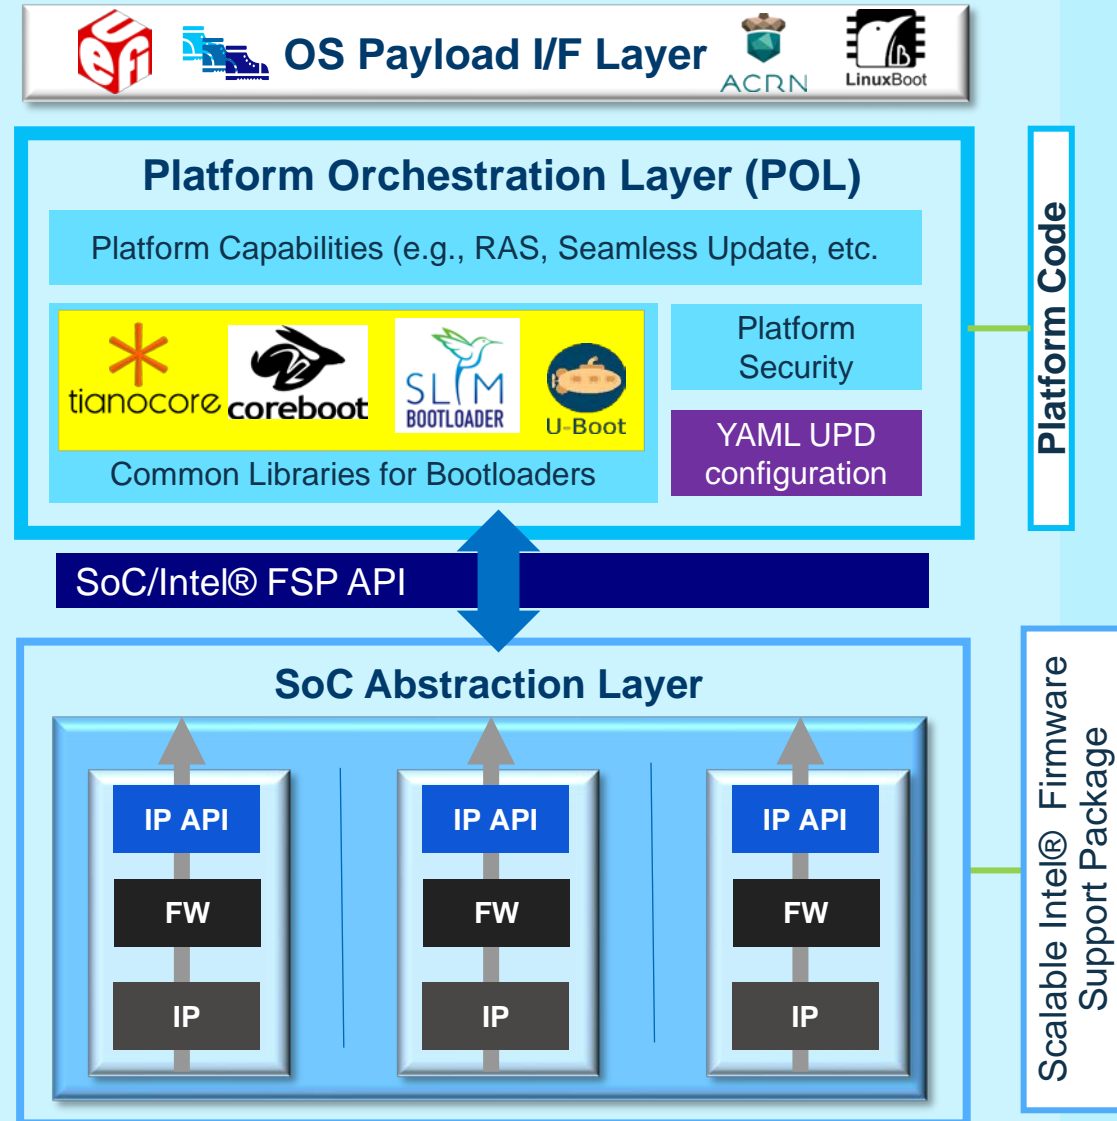 UEFI
OS Payload I/F Layer
ACRN
LinuxBoot
Platform Orchestration Layer (POL)
Platform Capabilities (e.g., RAS, Seamless Update, etc.
tianocore
coreboot
SLIM
BOOTLOADER
U-Boot
Common Libraries for Bootloaders
Platform
Security
YAML UPD
configuration
Platform Code
SoC/Intel® FSP API
SoC Abstraction Layer
IP API
IP API
IP API
FW
FW
FW
IP
IP
IP
Scalable Intel® Firmware
Support Package